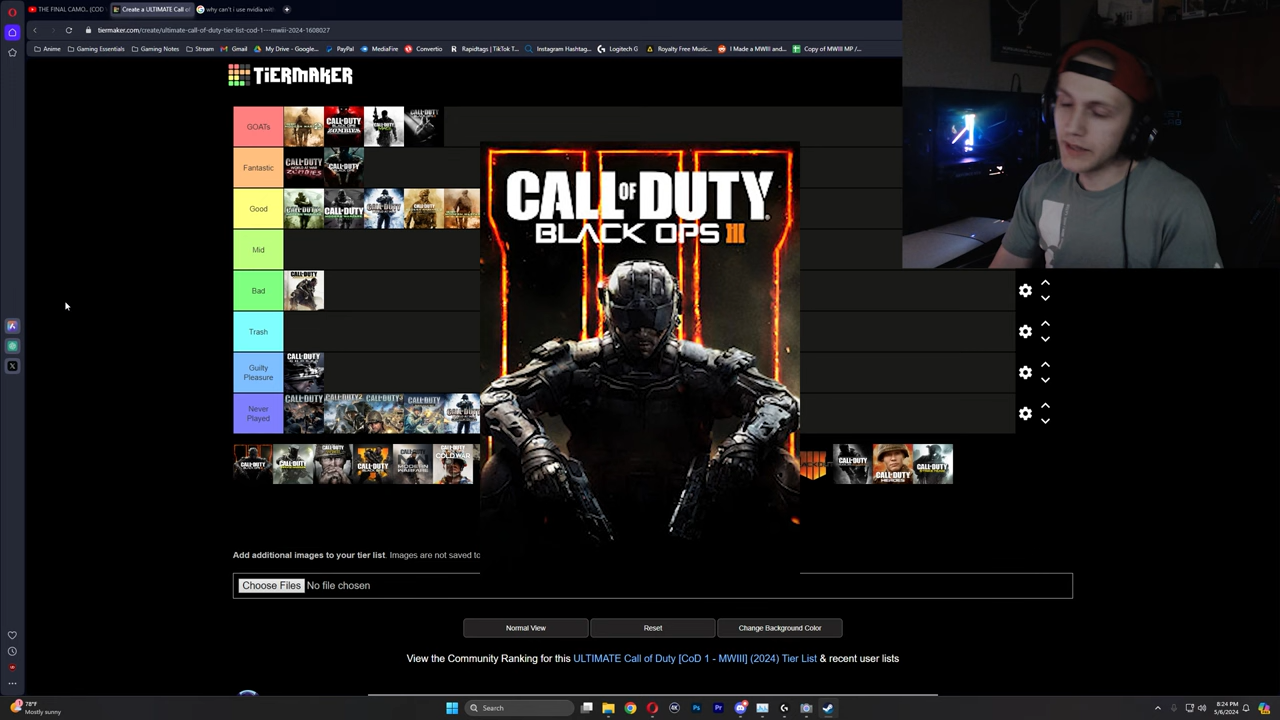 THE FINAL CAMO.. (COD
Create a ULTIMATE Call of
why can't i use nvidia with
tiermaker.com/create/ultimate-call-of-duty-tier-list-cod-1---mwiii-2024-1608027
Anime
Gaming Essentials
Gaming Notes
Stream
Gmail
My Drive - Google...
PayPal
MediaFire
Convertio
Rapidtags | TikTok T...
Instagram Hashtag...
Logitech G
Royalty Free Music...
I Made a MWIII and...
Copy of MWIII MP /...
TIERMAKER
GOATs
Fantastic
Good
Mid
Bad
Trash
Guilty
Pleasure
Never
Played
CALL OF DUTY
BLACK OPS III
Add additional images to your tier list. Images are not saved to
Choose Files No file chosen
Normal View
Reset
Change Background Color
View the Community Ranking for this ULTIMATE Call of Duty [CoD 1 - MWIII] (2024) Tier List & recent user lists
78°F
Mostly sunny
Search
8:24 PM
5/6/2024